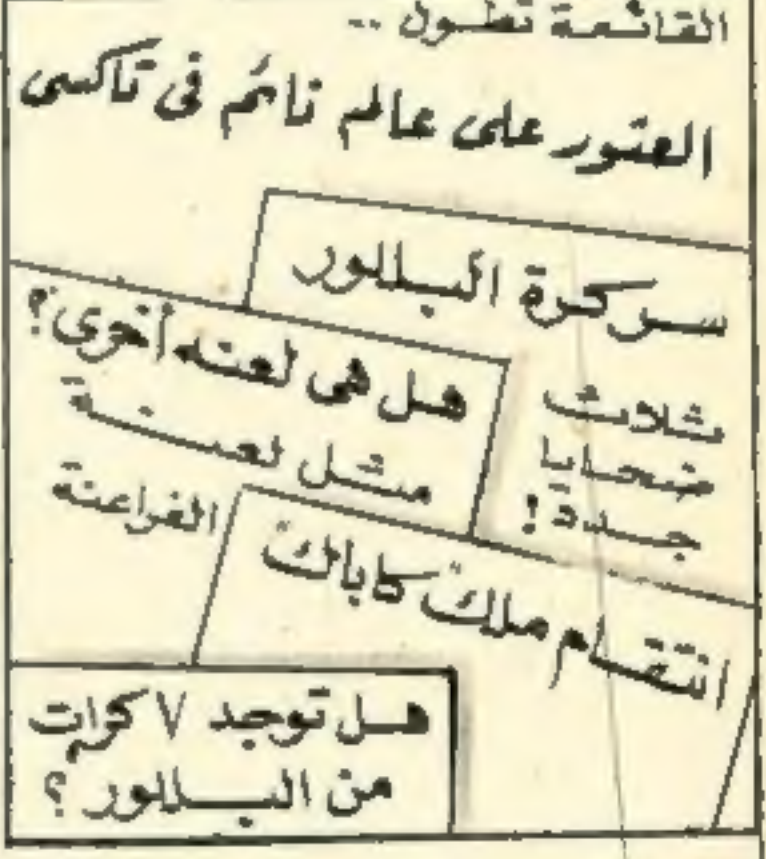 القائمة تطول ..
العثور على عالم نائم فى تاكسى
سر كرة البللور
ثلاث
ضحايا
جدد !
هل هى لعنه أخرى ؟
مثل لعنة
الفراعنة
انتقام ملك كاباك
هل توجد ٧ كرات
من البللور ؟